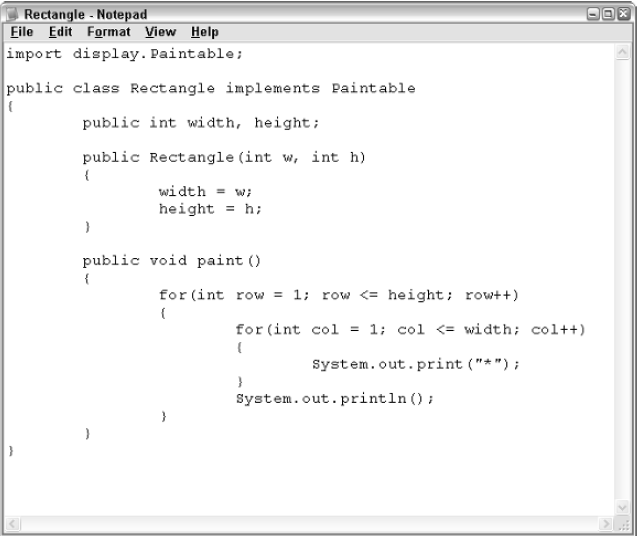 Rectangle - Notepad
File Edit Format View Help
import display.Paintable;
public class Rectangle implements Paintable
{
        public int width, height;
        public Rectangle(int w, int h)
        {
                width = w;
                height = h;
        }
        public void paint()
        {
                for(int row = 1; row <= height; row++)
                {
                        for(int col = 1; col <= width; col++)
                        {
                                System.out.print("*");
                        }
                        System.out.println();
                }
        }
}